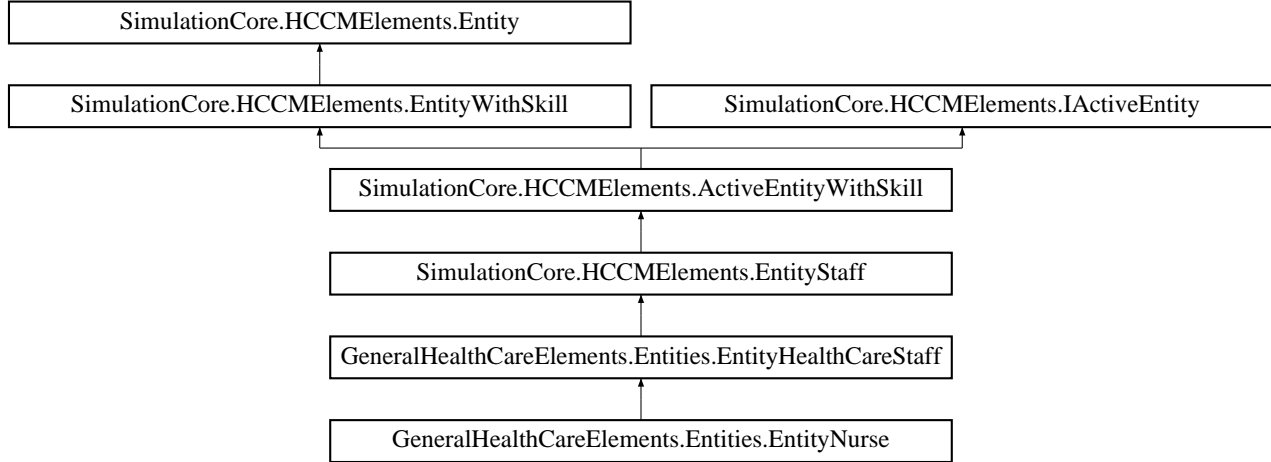 SimulationCore.HCCMElements.Entity
SimulationCore.HCCMElements.EntityWithSkill
SimulationCore.HCCMElements.IActiveEntity
SimulationCore.HCCMElements.ActiveEntityWithSkill
SimulationCore.HCCMElements.EntityStaff
GeneralHealthCareElements.Entities.EntityHealthCareStaff
GeneralHealthCareElements.Entities.EntityNurse